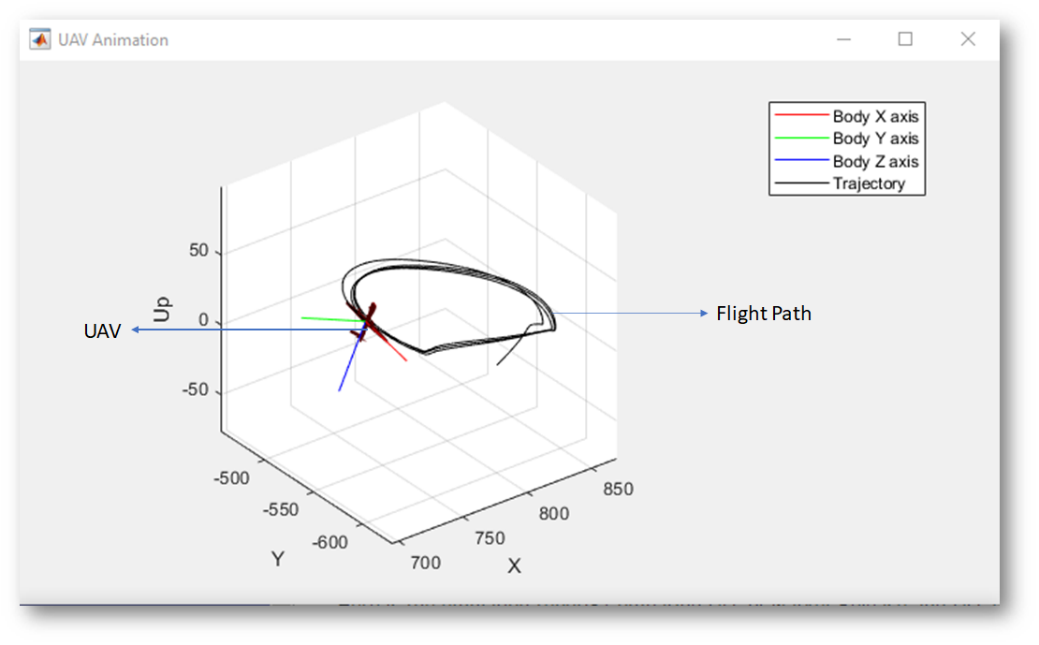 UAV Animation
Body X axis
Body Y axis
Body Z axis
Trajectory
50
0
-50
Up
UAV
Flight Path
-500
-550
-600
Y
700
750
800
850
X